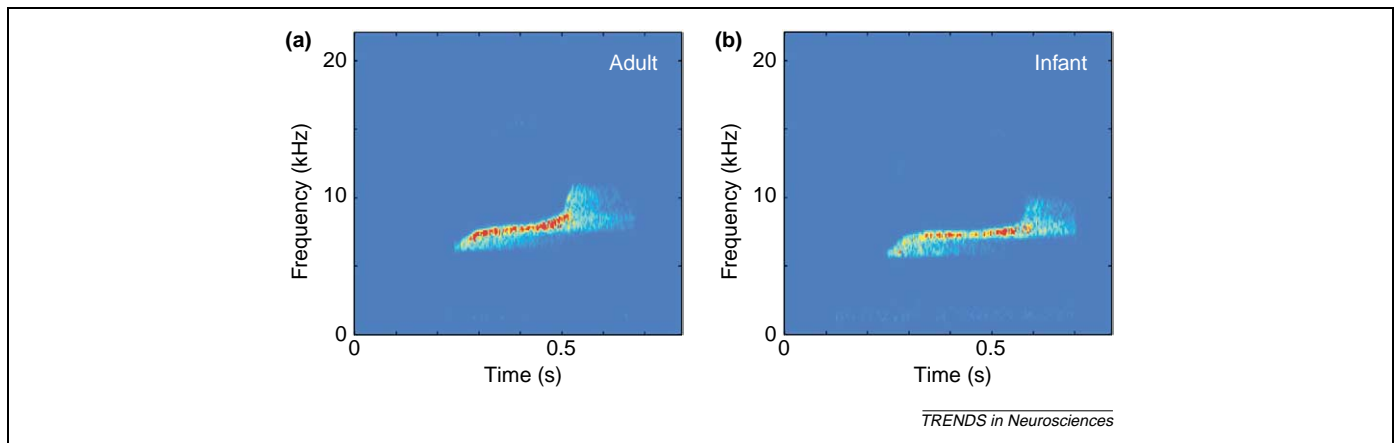 (a)
Adult
20
10
0
Frequency (kHz)
0
0.5
Time (s)
(b)
Infant
20
10
0
Frequency (kHz)
0
0.5
Time (s)
TRENDS in Neurosciences